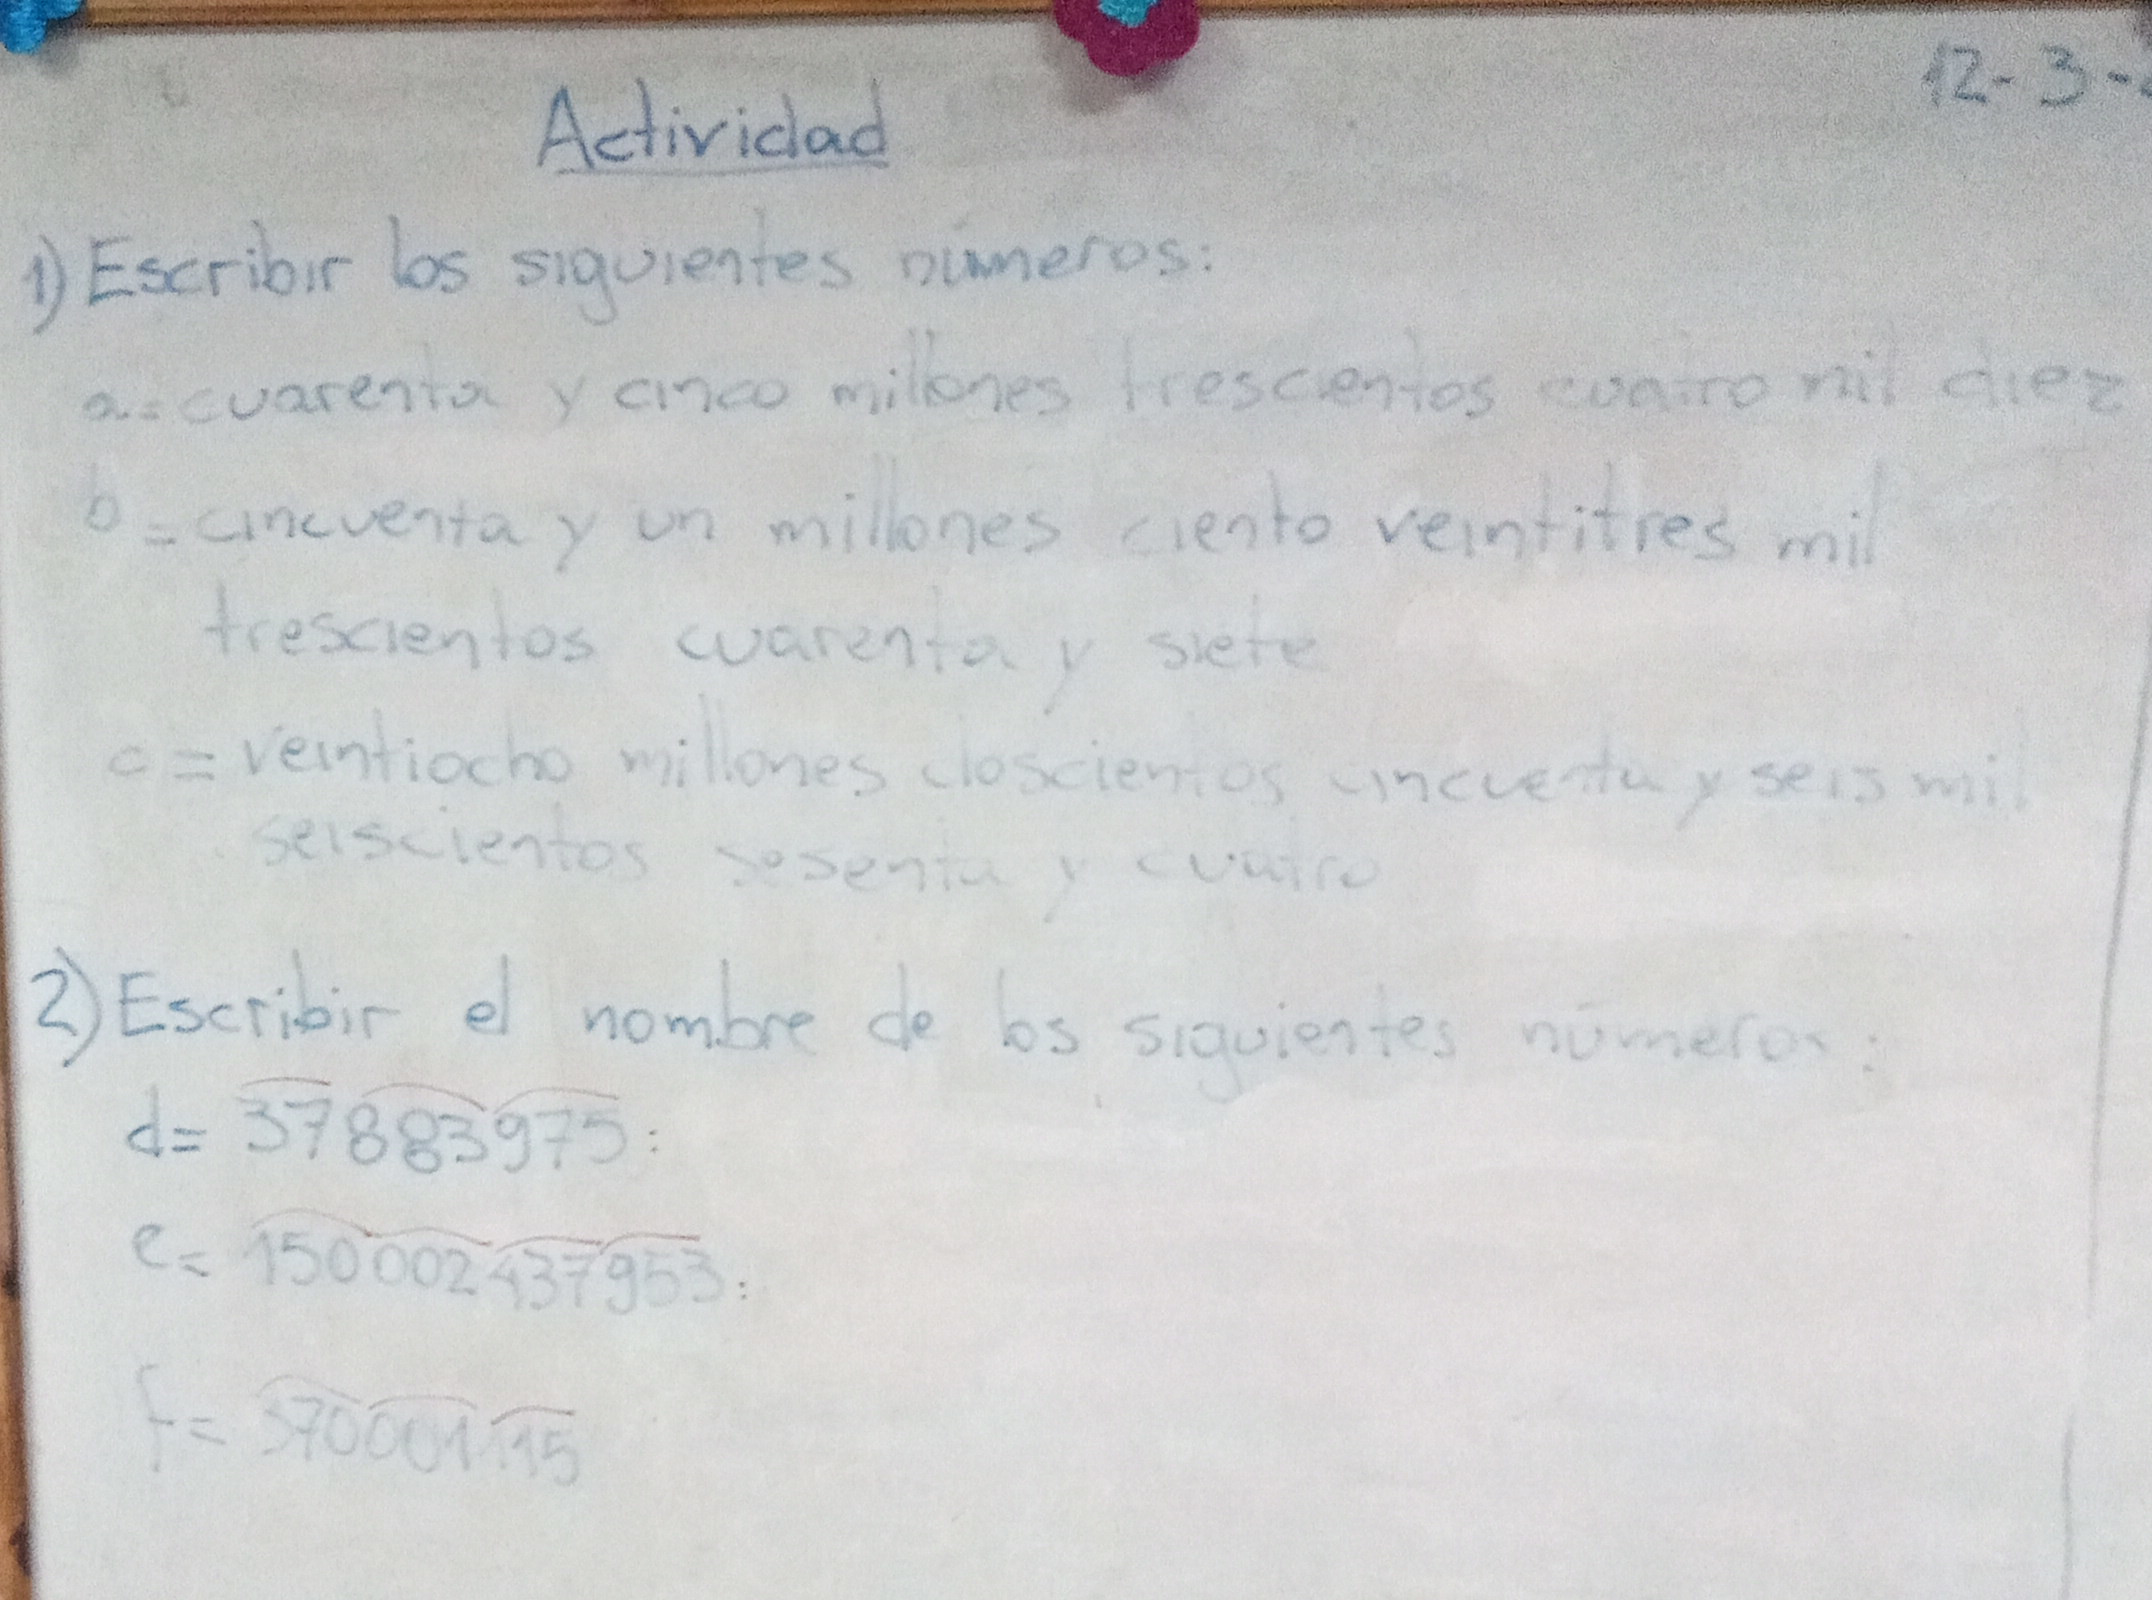 12-3-
Actividad
1) Escribir los siguientes números:
a= cuarenta y cinco millones trescientos cuatro mil diez
b= cincuenta y un millones ciento veintitres mil
trescientos cuarenta y siete
c= veintiocho millones doscientos cincuenta y seis mil
seiscientos sesenta y cuatro
2) Escribir el nombre de los siguientes números:
d= 37883975:
e= 150002437953:
f= 370001115